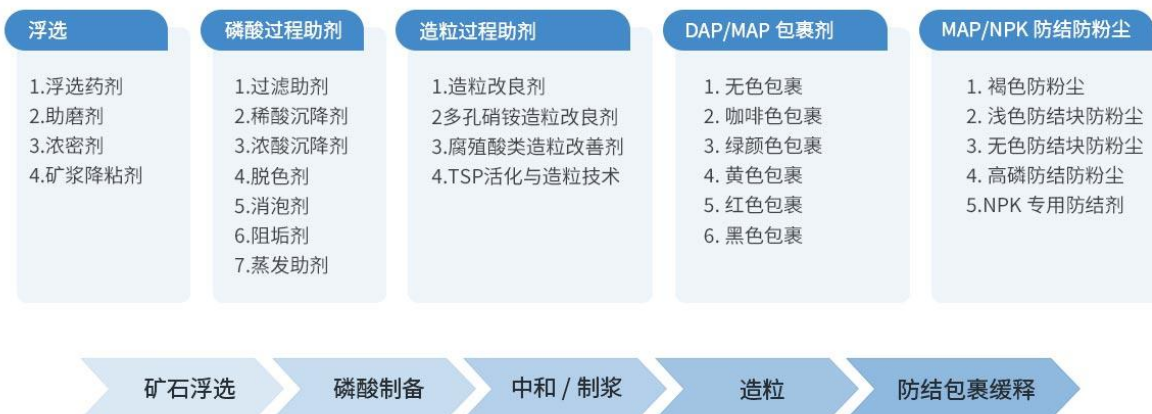 浮选
1.浮选药剂
2.助磨剂
3.浓密剂
4.矿浆降粘剂
磷酸过程助剂
1.过滤助剂
2.稀酸沉降剂
3.浓酸沉降剂
4.脱色剂
5.消泡剂
6.阻垢剂
7.蒸发助剂
造粒过程助剂
1.造粒改良剂
2多孔硝铵造粒改良剂
3.腐殖酸类造粒改善剂
4.TSP活化与造粒技术
DAP/MAP 包裹剂
1. 无色包裹
2. 咖啡色包裹
3. 绿颜色包裹
4. 黄色包裹
5. 红色包裹
6. 黑色包裹
MAP/NPK 防结防粉尘
1. 褐色防粉尘
2. 浅色防结块防粉尘
3. 无色防结块防粉尘
4. 高磷防结防粉尘
5.NPK 专用防结剂
矿石浮选
磷酸制备
中和 / 制浆
造粒
防结包裹缓释